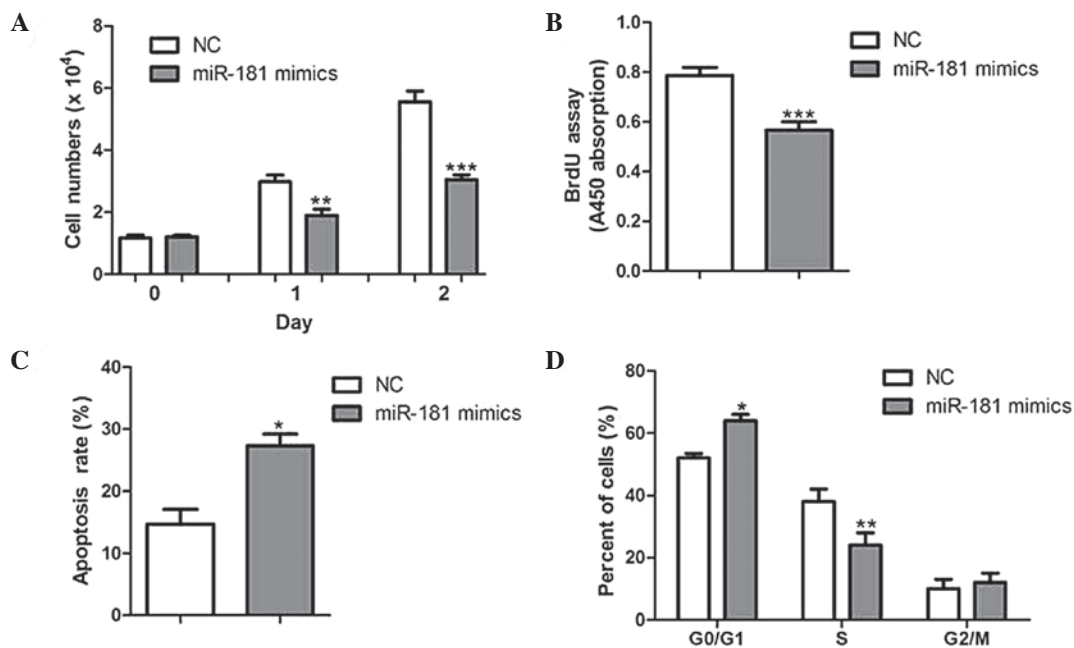 A
8
6
4
2
0
Cell numbers (x 10⁴)
NC
miR-181 mimics
**
***
0 1 2
Day
B
1.0
0.8
0.6
0.4
0.2
0.0
BrdU assay
(A450 absorption)
NC
miR-181 mimics
***
C
40
30
20
10
0
Apoptosis rate (%)
NC
miR-181 mimics
*
D
80
60
40
20
0
Percent of cells (%)
NC
miR-181 mimics
*
**
G0/G1 S G2/M